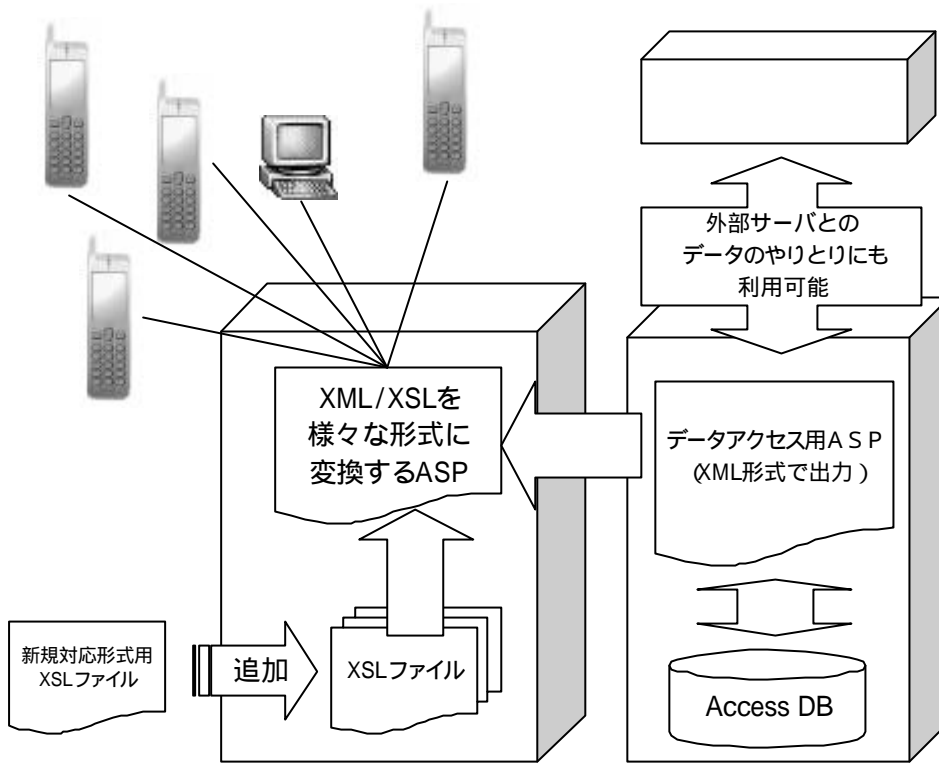 外部サーバとの
データのやりとりにも
利用可能
XML/XSLを
様々な形式に
変換するASP
データアクセス用ASP
(XML形式で出力)
新規対応形式用
XSLファイル
追加
XSLファイル
Access DB